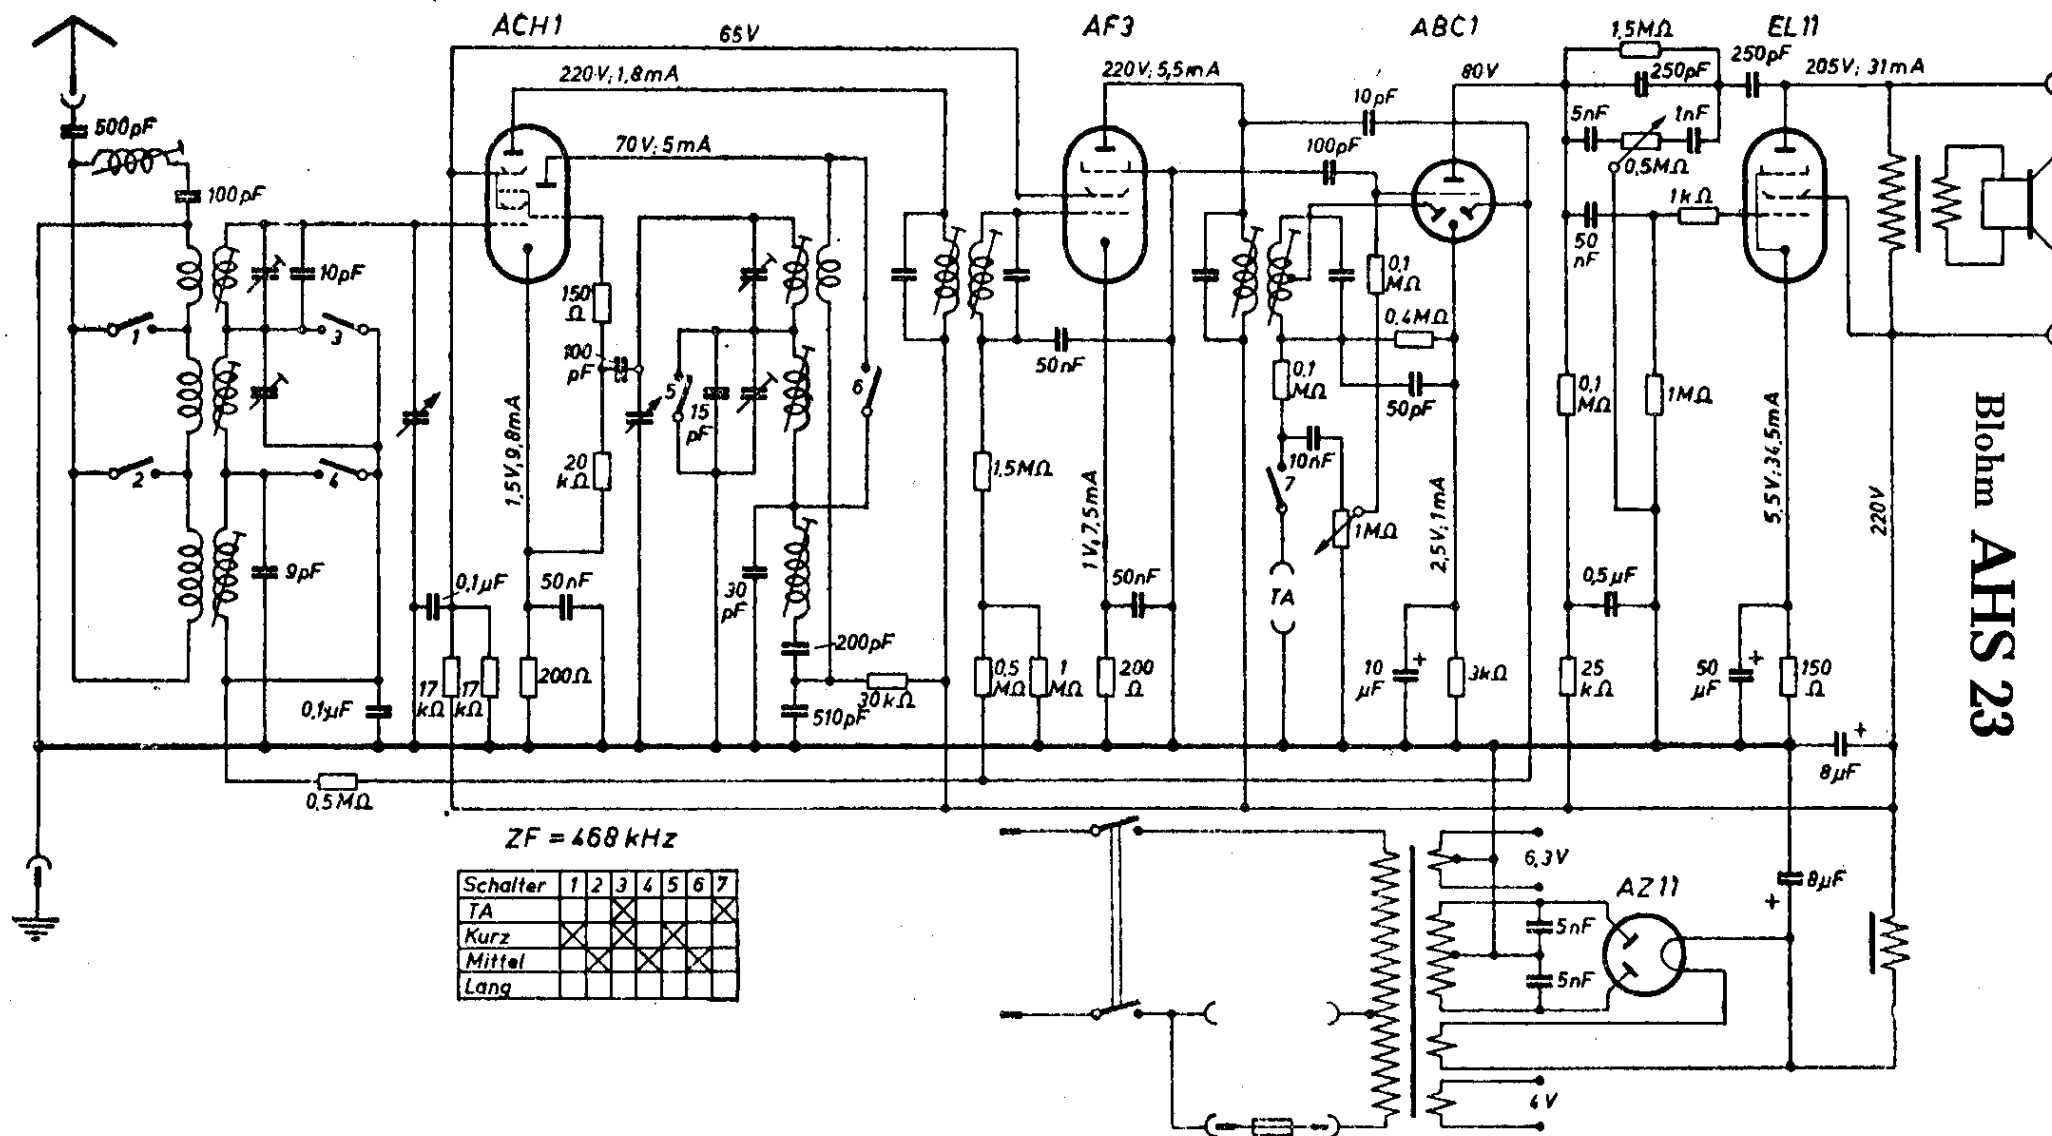 ACH1
AF3
ABC1
EL11
65V
220V; 1,8mA
220V; 5,5mA
80V
1,5MΩ
250pF
250pF
205V; 31mA
500pF
70V; 5mA
10pF
100pF
5nF
1nF
0,5MΩ
100pF
1kΩ
50
nF
10pF
150
Ω
0,1
MΩ
0,4MΩ
1
3
100
pF
5
15
pF
6
50nF
0,1
MΩ
50pF
0,1
MΩ
1MΩ
2
4
1,5V; 9,8mA
20
kΩ
1,5MΩ
10nF
7
1MΩ
1V; 7,5mA
2,5V; 1mA
5,5V; 34,5mA
220V
9pF
0,1µF
50nF
30
pF
50nF
TA
0,5µF
200pF
0,1µF
17
kΩ
17
kΩ
200Ω
30kΩ
510pF
0,5
MΩ
1
MΩ
200
Ω
10
µF
+
3kΩ
25
kΩ
50
µF
+
150
Ω
+
8µF
0,5MΩ
Blohm AHS 23
ZF = 468 kHz
Schalter 1 2 3 4 5 6 7
TA
Kurz
Mittel
Lang
6,3V
AZ11
8µF
+
5nF
5nF
4V